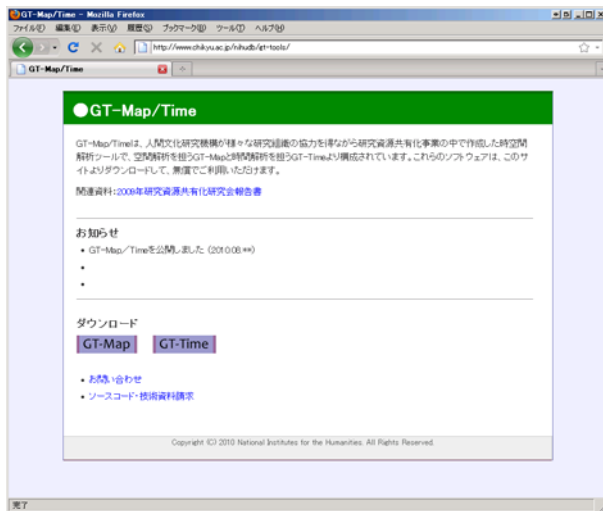 GT-Map/Time - Mozilla Firefox
ファイル(F) 編集(E) 表示(V) 履歴(S) ブックマーク(B) ツール(T) ヘルプ(H)
http://www.chikyu.ac.jp/nihudb/gt-tools/
GT-Map/Time
●GT-Map/Time
GT-Map/Timeは、人間文化研究機構が様々な研究組織の協力を得ながら研究資源共有化事業の中で作成した時空間
解析ツールで、空間解析を担うGT-Mapと時間解析を担うGT-Timeより構成されています。これらのソフトウェアは、このサ
イトよりダウンロードして、無償でご利用いただけます。
関連資料:2009年研究資源共有化研究会報告書
お知らせ
• GT-Map/Timeを公開しました (2010.08.**)
•
•
ダウンロード
GT-Map GT-Time
• お問い合わせ
• ソースコード・技術資料請求
Copyright (C) 2010 National Institutes for the Humanities. All Rights Reserved.
完了